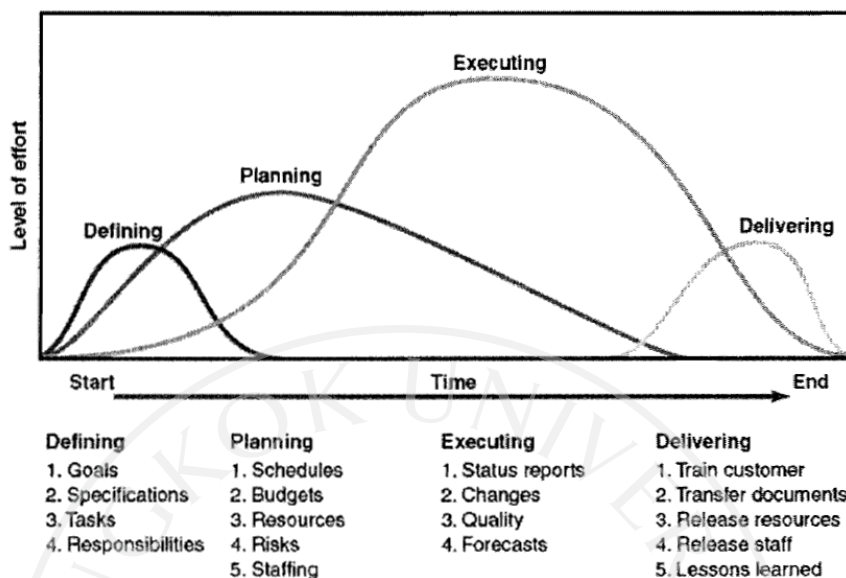 Executing
Planning
Defining
Delivering
Level of effort
Start Time End
Defining Planning Executing Delivering
1. Goals 1. Schedules 1. Status reports 1. Train customer
2. Specifications 2. Budgets 2. Changes 2. Transfer documents
3. Tasks 3. Resources 3. Quality 3. Release resources
4. Responsibilities 4. Risks 4. Forecasts 4. Release staff
5. Staffing 5. Lessons learned